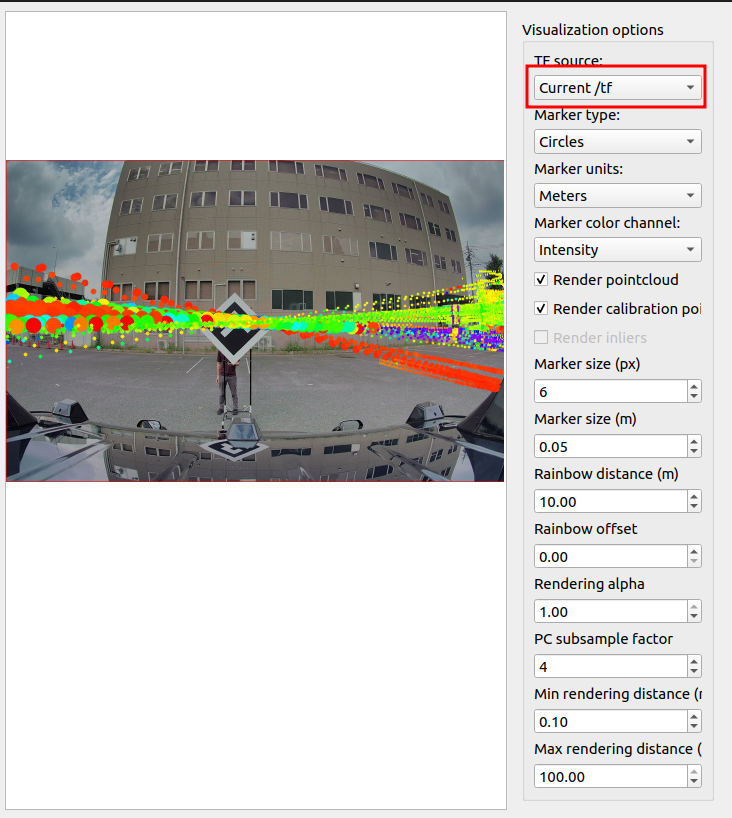 Visualization options
TF source:
Current /tf
Marker type:
Circles
Marker units:
Meters
Marker color channel:
Intensity
Render pointcloud
Render calibration poi
Render inliers
Marker size (px)
6
Marker size (m)
0.05
Rainbow distance (m)
10.00
Rainbow offset
0.00
Rendering alpha
1.00
PC subsample factor
4
Min rendering distance (r
0.10
Max rendering distance (
100.00